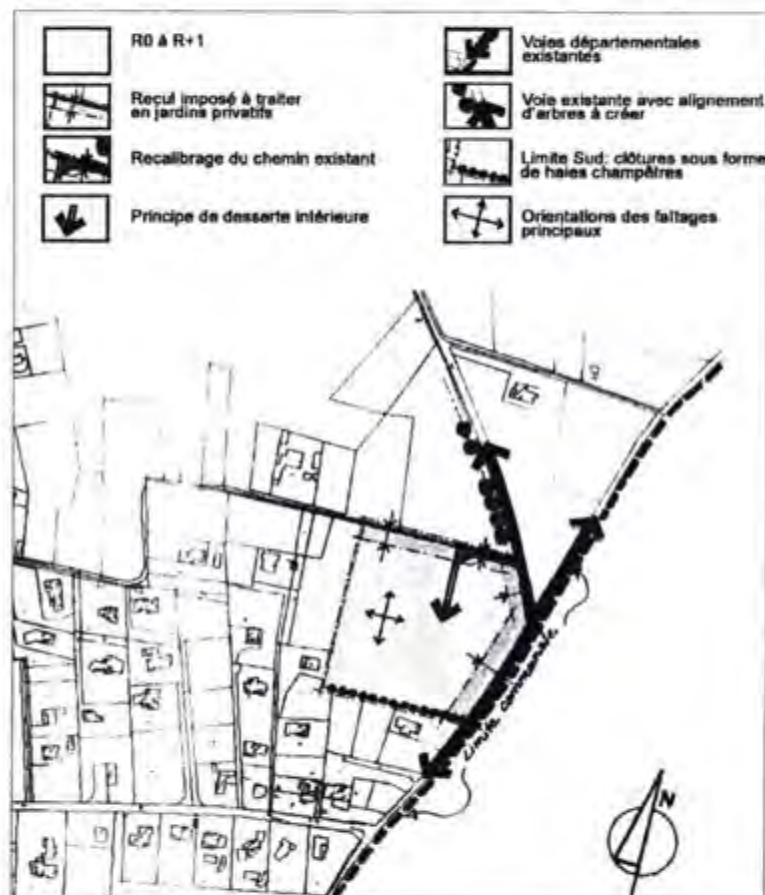 R0 à R+1
Recul imposé à traiter
en jardins privatifs
Recalibrage du chemin existant
Principe de desserte intérieure
Voies départementales
existantes
Voie existante avec alignement
d'arbres à créer
Limite Sud: clôtures sous forme
de haies champêtres
Orientations des faîtages
principaux
Limite communale
N